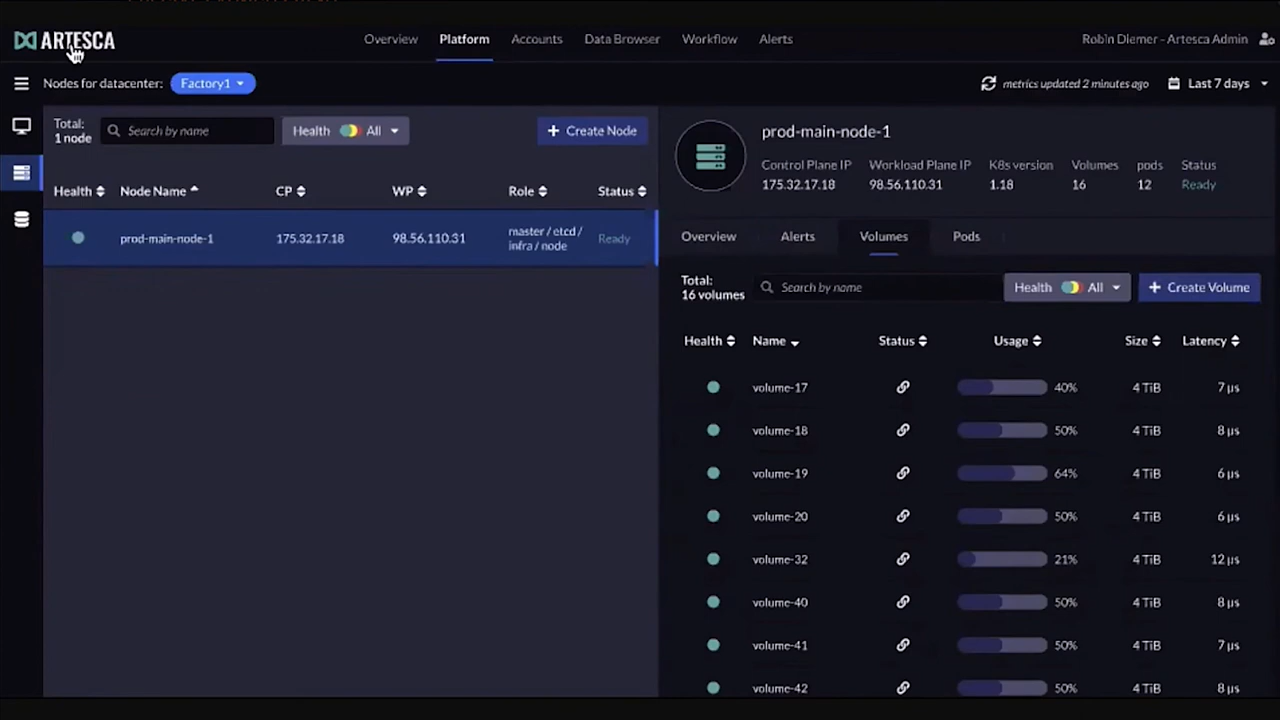 ARTESCA
Overview Platform Accounts Data Browser Workflow Alerts
Robin Diemer - Artesca Admin
Nodes for datacenter: Factory1
metrics updated 2 minutes ago Last 7 days
Total:
1 node
Search by name
Health All
+ Create Node
Health Node Name CP WP Role Status
prod-main-node-1 175.32.17.18 98.56.110.31 master / etcd /
infra / node Ready
prod-main-node-1
Control Plane IP Workload Plane IP K8s version Volumes pods Status
175.32.17.18 98.56.110.31 1.18 16 12 Ready
Overview Alerts Volumes Pods
Total:
16 volumes
Search by name
Health All
+ Create Volume
Health Name Status Usage Size Latency
volume-17 40% 4 TiB 7 µs
volume-18 50% 4 TiB 8 µs
volume-19 64% 4 TiB 6 µs
volume-20 50% 4 TiB 6 µs
volume-32 21% 4 TiB 12 µs
volume-40 50% 4 TiB 8 µs
volume-41 50% 4 TiB 7 µs
volume-42 50% 4 TiB 8 µs